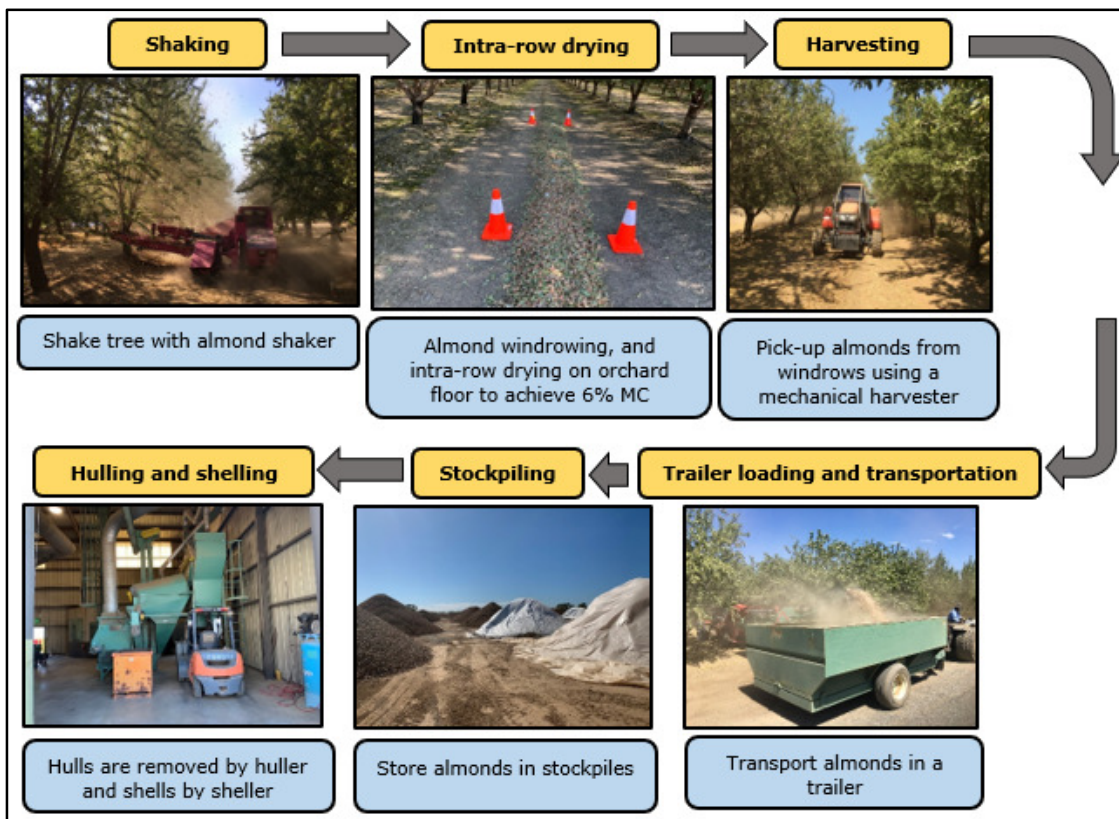 Shaking
Intra-row drying
Harvesting
Shake tree with almond shaker
Almond windrowing, and
intra-row drying on orchard
floor to achieve 6% MC
Pick-up almonds from
windrows using a
mechanical harvester
Hulling and shelling
Stockpiling
Trailer loading and transportation
Hulls are removed by huller
and shells by sheller
Store almonds in stockpiles
Transport almonds in a
trailer